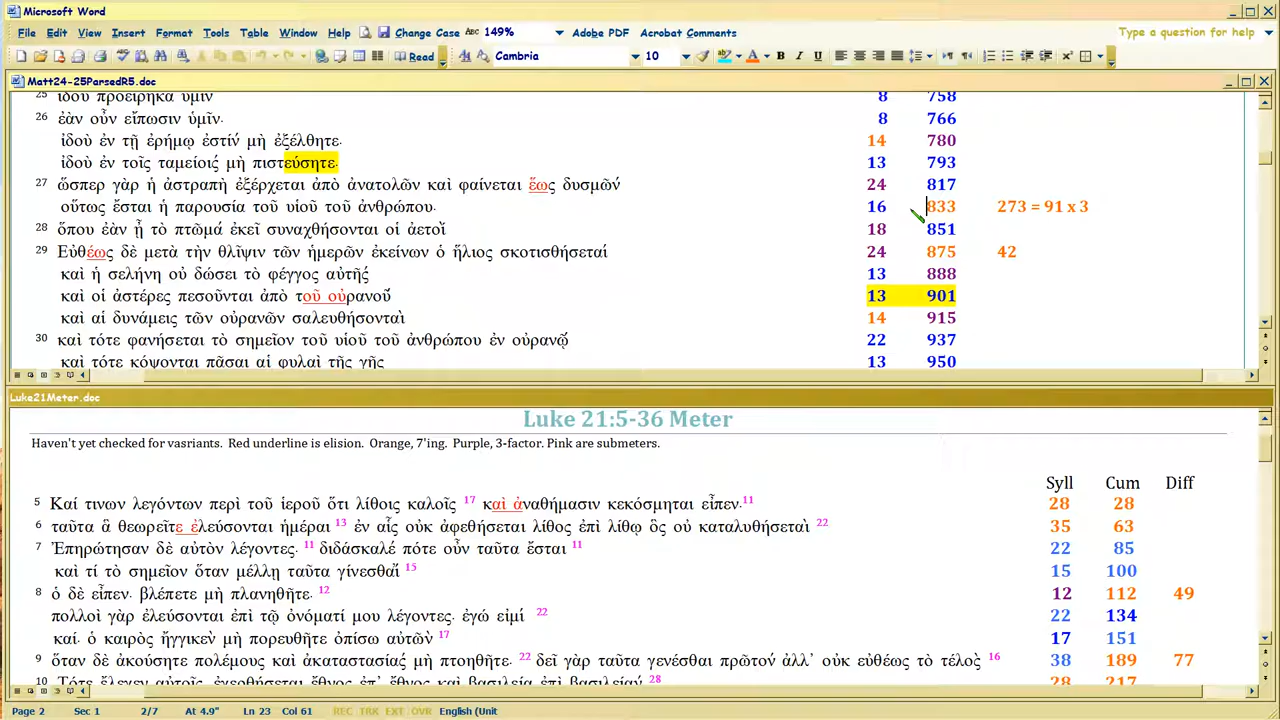 Microsoft Word
File Edit View Insert Format Tools Table Window Help Change Case 149% Adobe PDF Acrobat Comments Type a question for help
Read Cambria 10 B I U
Matt24-25ParsedR5.doc
25 ἰδοὺ προείρηκα ὑμῖν 8 758
26 ἐὰν οὖν εἴπωσιν ὑμῖν· 8 766
ἰδοὺ ἐν τῇ ἐρήμῳ ἐστίν μὴ ἐξέλθητε· 14 780
ἰδοὺ ἐν τοῖς ταμείοις μὴ πιστεύσητε· 13 793
27 ὥσπερ γὰρ ἡ ἀστραπὴ ἐξέρχεται ἀπὸ ἀνατολῶν καὶ φαίνεται ἕως δυσμῶν 24 817
οὕτως ἔσται ἡ παρουσία τοῦ υἱοῦ τοῦ ἀνθρώπου. 16 833 273 = 91 x 3
28 ὅπου ἐὰν ᾖ τὸ πτῶμα ἐκεῖ συναχθήσονται οἱ ἀετοί 18 851
29 Εὐθέως δὲ μετὰ τὴν θλῖψιν τῶν ἡμερῶν ἐκείνων ὁ ἥλιος σκοτισθήσεται 24 875 42
καὶ ἡ σελήνη οὐ δώσει τὸ φέγγος αὐτῆς 13 888
καὶ οἱ ἀστέρες πεσοῦνται ἀπὸ τοῦ οὐρανοῦ 13 901
καὶ αἱ δυνάμεις τῶν οὐρανῶν σαλευθήσονται 14 915
30 καὶ τότε φανήσεται τὸ σημεῖον τοῦ υἱοῦ τοῦ ἀνθρώπου ἐν οὐρανῷ 22 937
καὶ τότε κόψονται πᾶσαι αἱ φυλαὶ τῆς γῆς 13 950
Luke21Meter.doc
Luke 21:5-36 Meter
Haven't yet checked for vasriants. Red underline is elision. Orange, 7'ing. Purple, 3-factor. Pink are submeters.
Syll Cum Diff
5 Καί τινων λεγόντων περὶ τοῦ ἱεροῦ ὅτι λίθοις καλοῖς 17 καὶ ἀναθήμασιν κεκόσμηται εἶπεν. 11 28 28
6 ταῦτα ἃ θεωρεῖτε ἐλεύσονται ἡμέραι 13 ἐν αἷς οὐκ ἀφεθήσεται λίθος ἐπὶ λίθῳ ὃς οὐ καταλυθήσεται 22 35 63
7 Ἐπηρώτησαν δὲ αὐτὸν λέγοντες. 11 διδάσκαλε πότε οὖν ταῦτα ἔσται 11 22 85
καὶ τί τὸ σημεῖον ὅταν μέλλῃ ταῦτα γίνεσθαι 15 15 100
8 ὁ δὲ εἶπεν. βλέπετε μὴ πλανηθῆτε. 12 12 112 49
πολλοὶ γὰρ ἐλεύσονται ἐπὶ τῷ ὀνόματί μου λέγοντες. ἐγώ εἰμί 22 22 134
καί. ὁ καιρὸς ἤγγικεν μὴ πορευθῆτε ὀπίσω αὐτῶν 17 17 151
9 ὅταν δὲ ἀκούσητε πολέμους καὶ ἀκαταστασίας μὴ πτοηθῆτε. 22 δεῖ γὰρ ταῦτα γενέσθαι πρῶτον ἀλλ᾽ οὐκ εὐθέως τὸ τέλος 16 38 189 77
10 Τότε ἔλεγεν αὐτοῖς. ἐγερθήσεται ἔθνος ἐπ᾽ ἔθνος καὶ βασιλεία ἐπὶ βασιλείαν 28 28 217
Page 2 Sec 1 2/7 At 4.9" Ln 23 Col 61 REC TRK EXT OVR English (Unit